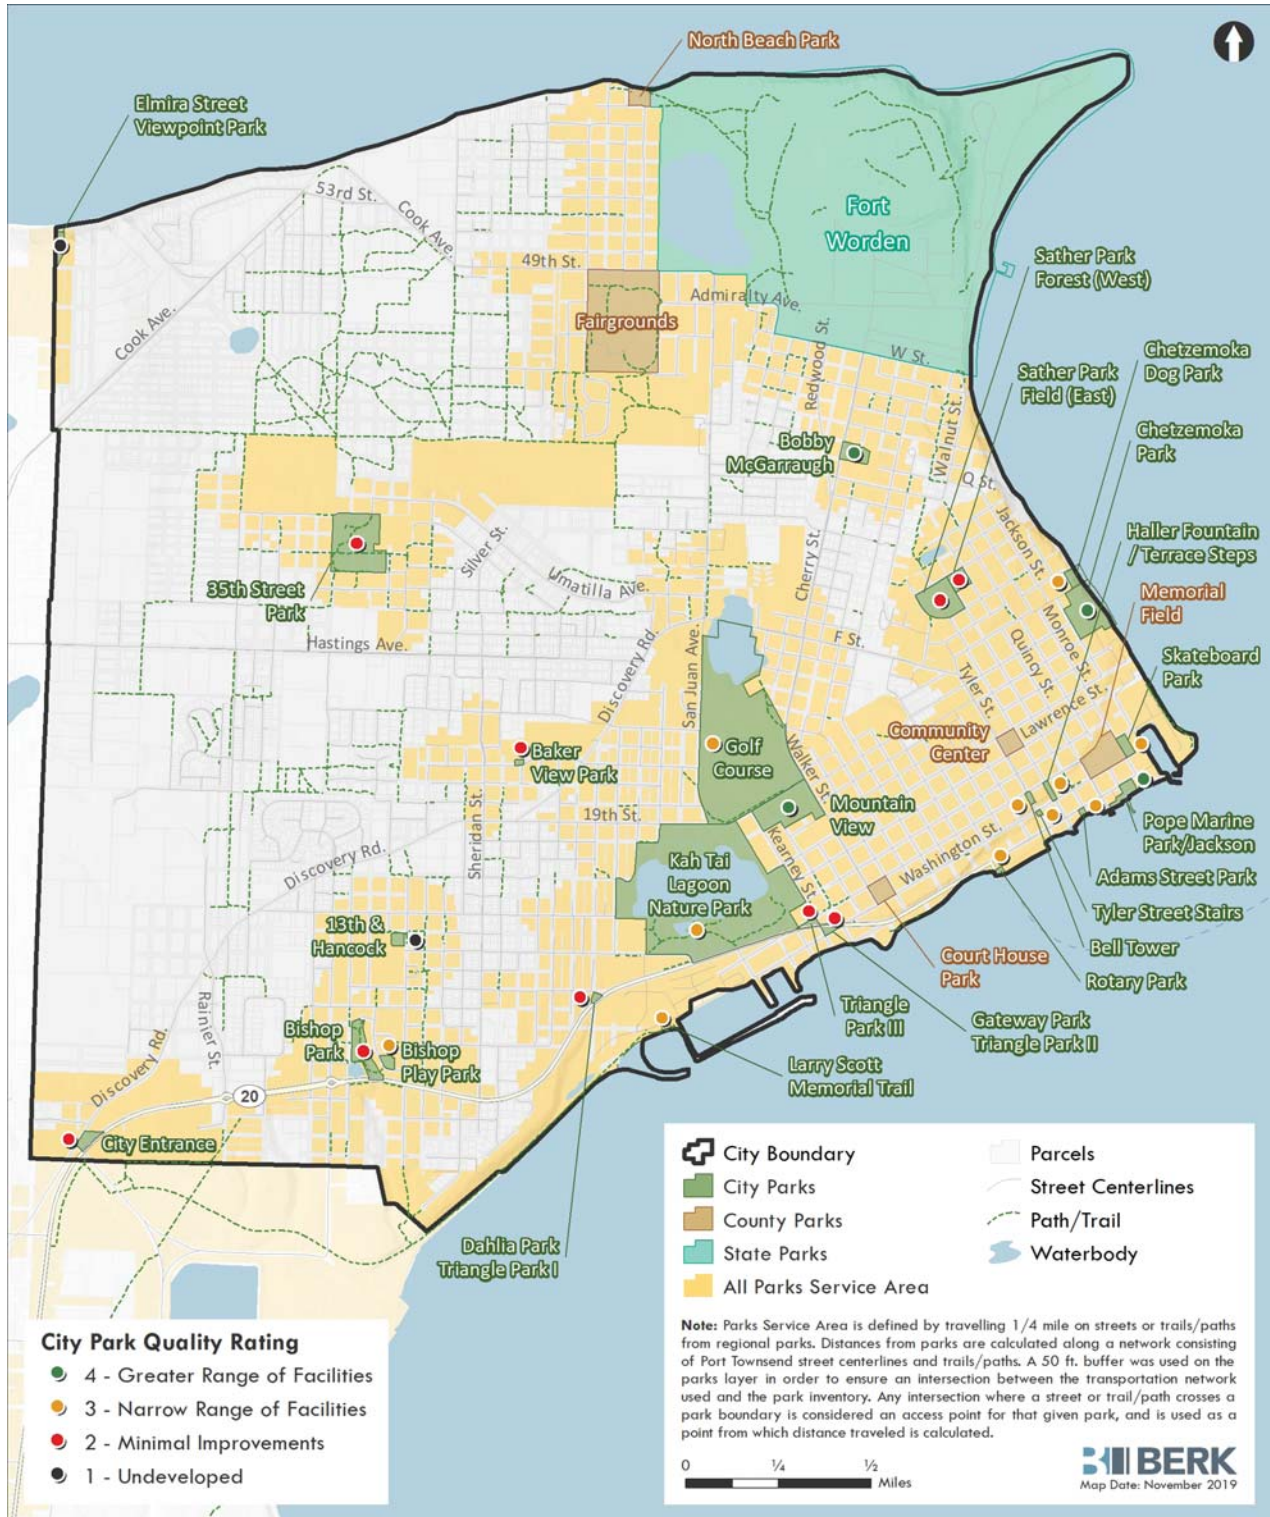 North Beach Park
Elmira Street
Viewpoint Park
53rd St.
Cook Ave.
Fort
Worden
49th St.
Sather Park
Forest (West)
Admiralty Ave.
Cook Ave.
Fairgrounds
Redwood St.
W St.
Chetzemoka
Dog Park
Sather Park
Field (East)
Walnut St.
Chetzemoka
Park
Bobby
McGarraugh
Q St.
Jackson St.
Haller Fountain
/ Terrace Steps
Silver St.
Cherry St.
35th Street
Park
Umatilla Ave.
Memorial
Field
Monroe St.
Hastings Ave.
F St.
Quincy St.
Skateboard
Park
Discovery Rd.
San Juan Ave.
Tyler St.
Lawrence St.
Community
Center
Baker
View Park
Golf
Course
Walker St.
19th St.
Mountain
View
Sheridan St.
Pope Marine
Park/Jackson
Discovery Rd.
Kah Tai
Lagoon
Nature Park
Kearney St.
Washington St.
Adams Street Park
13th &
Hancock
Tyler Street Stairs
Bell Tower
Court House
Park
Rotary Park
Rainier St.
Triangle
Park III
Gateway Park
Triangle Park II
Bishop
Park
Bishop
Play Park
Discovery Rd.
Larry Scott
Memorial Trail
20
City Entrance
Dahlia Park
Triangle Park I
City Boundary
City Parks
County Parks
State Parks
All Parks Service Area
Parcels
Street Centerlines
Path/Trail
Waterbody
Note: Parks Service Area is defined by travelling 1/4 mile on streets or trails/paths
from regional parks. Distances from parks are calculated along a network consisting
of Port Townsend street centerlines and trails/paths. A 50 ft. buffer was used on the
parks layer in order to ensure an intersection between the transportation network
used and the park inventory. Any intersection where a street or trail/path crosses a
park boundary is considered an access point for that given park, and is used as a
point from which distance traveled is calculated.
0 ¼ ½
Miles
BERK
Map Date: November 2019
City Park Quality Rating
4 - Greater Range of Facilities
3 - Narrow Range of Facilities
2 - Minimal Improvements
1 - Undeveloped